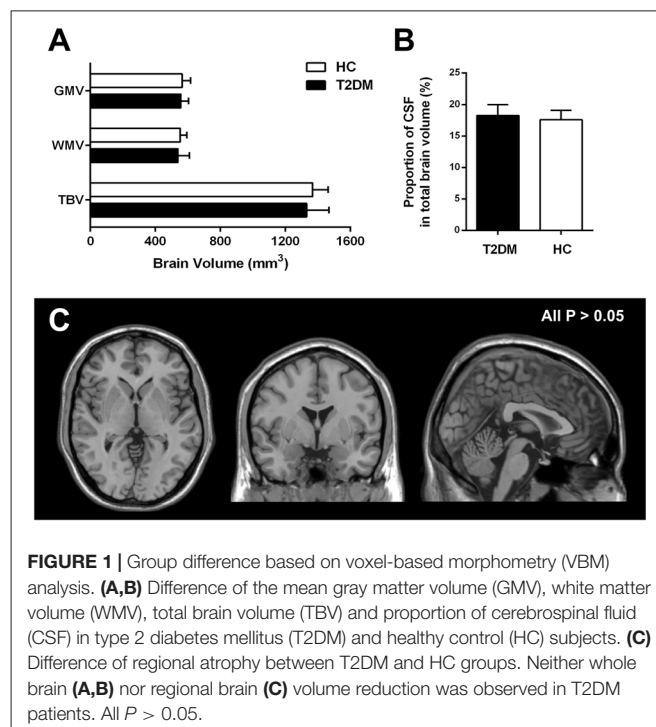 A
HC
T2DM
GMV
WMV
TBV
0 400 800 1200 1600
Brain Volume (mm³)
B
Proportion of CSF
in total brain volume (%)
25
20
15
10
5
0
T2DM HC
C
All P > 0.05
FIGURE 1 | Group difference based on voxel-based morphometry (VBM)
analysis. (A,B) Difference of the mean gray matter volume (GMV), white matter
volume (WMV), total brain volume (TBV) and proportion of cerebrospinal fluid
(CSF) in type 2 diabetes mellitus (T2DM) and healthy control (HC) subjects. (C)
Difference of regional atrophy between T2DM and HC groups. Neither whole
brain (A,B) nor regional brain (C) volume reduction was observed in T2DM
patients. All P > 0.05.